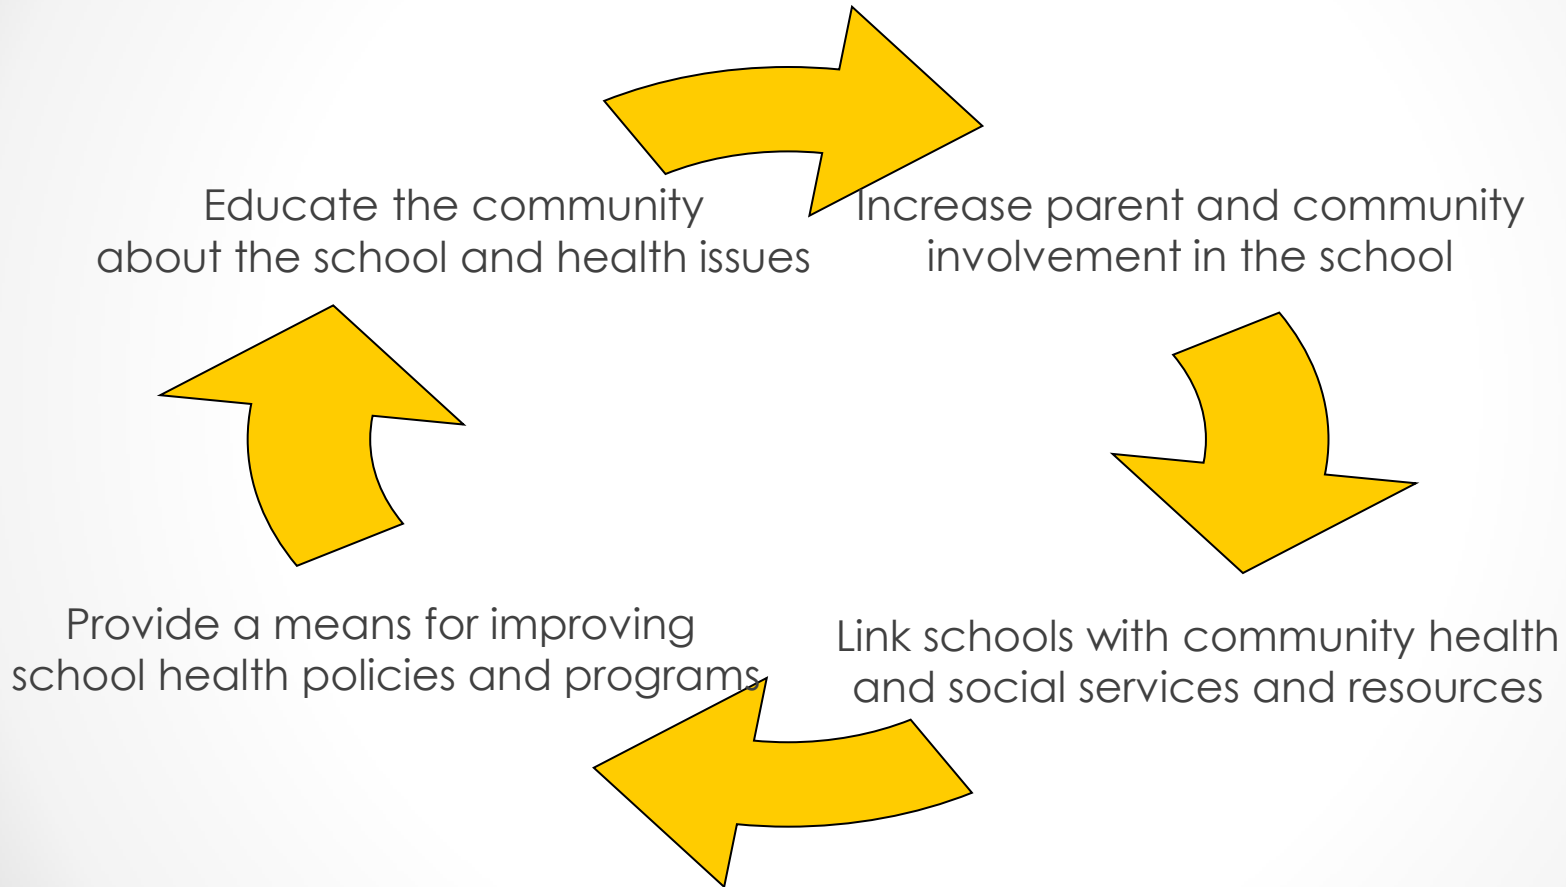 Educate the community
about the school and health issues
Increase parent and community
involvement in the school
Link schools with community health
and social services and resources
Provide a means for improving
school health policies and programs